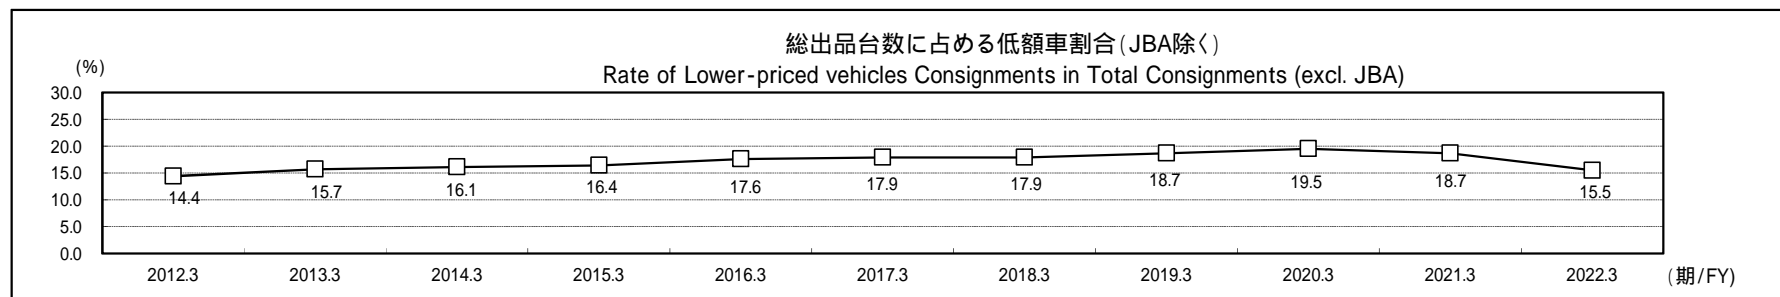 総出品台数に占める低額車割合(JBA除く)
(%)
Rate of Lower-priced vehicles Consignments in Total Consignments (excl. JBA)
30.0
25.0
20.0
15.0
10.0
5.0
0.0
14.4 15.7 16.1 16.4 17.6 17.9 17.9 18.7 19.5 18.7 15.5
2012.3 2013.3 2014.3 2015.3 2016.3 2017.3 2018.3 2019.3 2020.3 2021.3 2022.3 (期/FY)